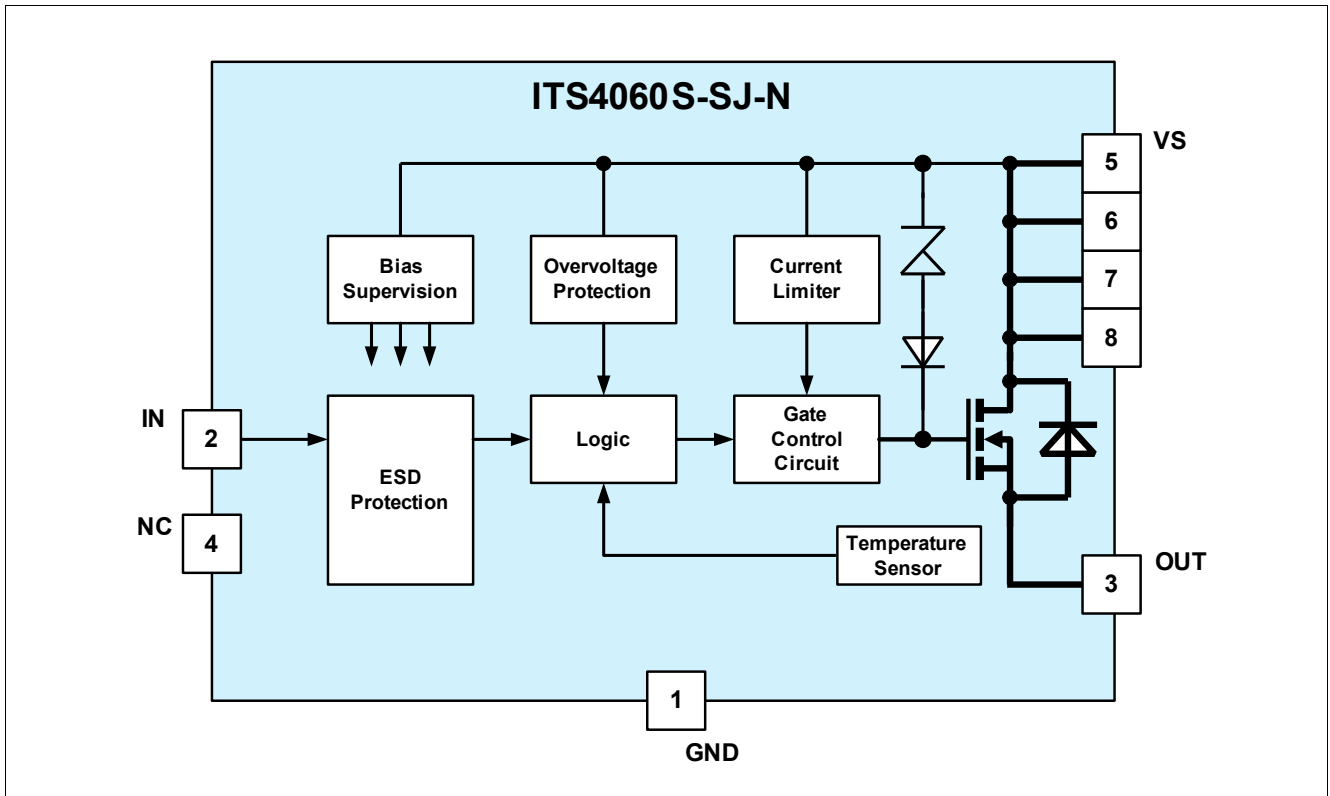 ITS4060S-SJ-N
VS
5
6
7
8
Bias
Supervision
Overvoltage
Protection
Current
Limiter
IN
2
NC
4
ESD
Protection
Logic
Gate
Control
Circuit
Temperature
Sensor
OUT
3
1
GND